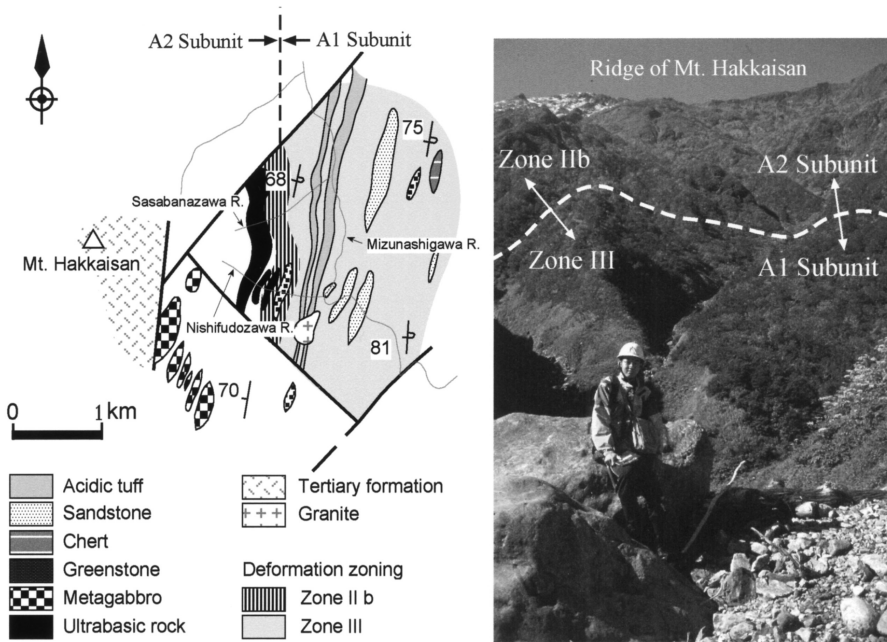 A2 Subunit
A1 Subunit
75
68
Sasabanazawa R.
Mizunashigawa R.
Mt. Hakkaisan
Nishifudozawa R.
81
70
0
1 km
Acidic tuff
Sandstone
Chert
Greenstone
Metagabbro
Ultrabasic rock
Tertiary formation
Granite
Deformation zoning
Zone II b
Zone III
Ridge of Mt. Hakkaisan
Zone IIb
A2 Subunit
Zone III
A1 Subunit